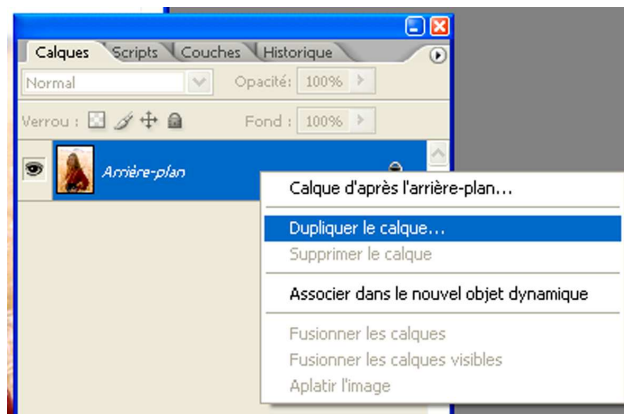 Calques Scripts Couches Historique
Normal Opacité: 100%
Verrou : Fond : 100%
Arrière-plan
Calque d'après l'arrière-plan...
Dupliquer le calque...
Supprimer le calque
Associer dans le nouvel objet dynamique
Fusionner les calques
Fusionner les calques visibles
Aplatir l'image